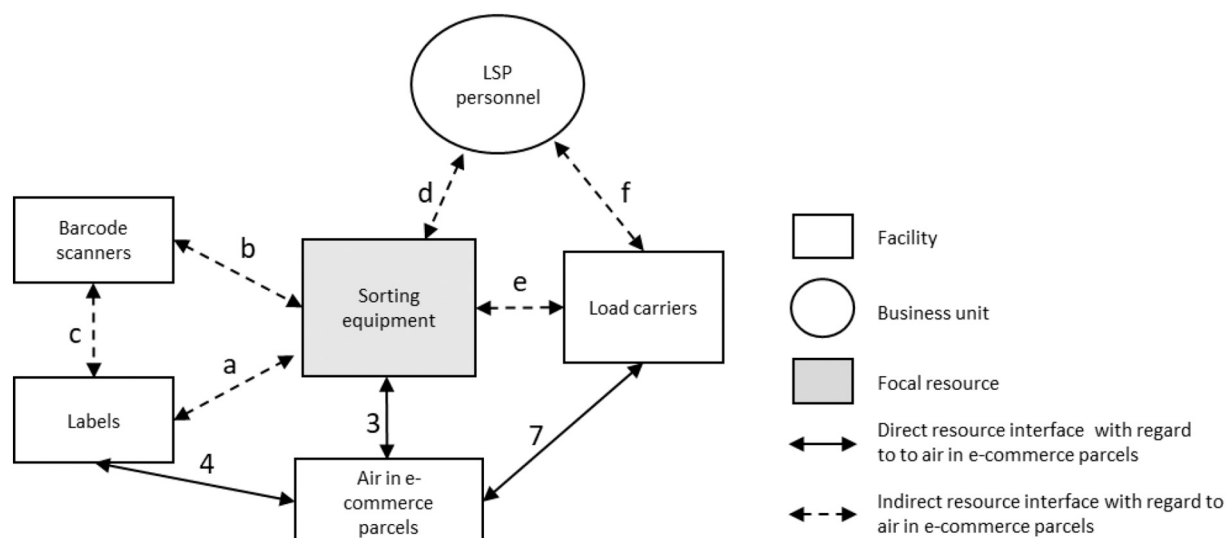 LSP
personnel
d
f
Barcode
scanners
b
Sorting
equipment
e
Load carriers
c
a
Labels
3
7
4
Air in e-
commerce
parcels
Facility
Business unit
Focal resource
Direct resource interface with regard
to to air in e-commerce parcels
Indirect resource interface with regard to
air in e-commerce parcels